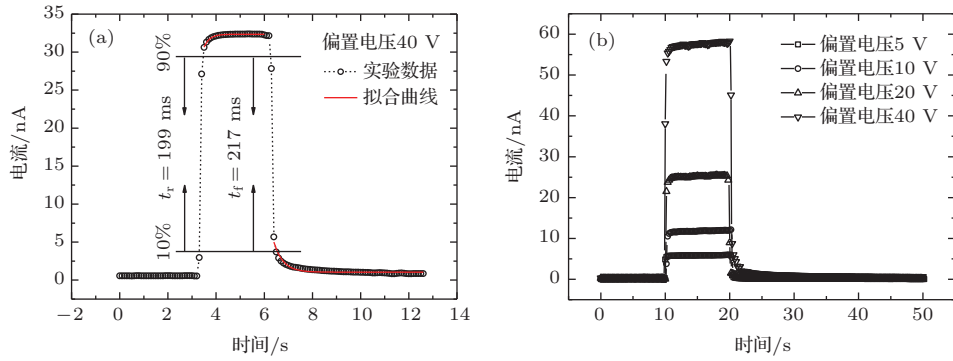 (a)
偏置电压40 V
实验数据
拟合曲线
90%
10%
tr = 199 ms
tf = 217 ms
电流/nA
35
30
25
20
15
10
5
0
−2 0 2 4 6 8 10 12 14
时间/s
(b)
偏置电压5 V
偏置电压10 V
偏置电压20 V
偏置电压40 V
电流/nA
60
50
40
30
20
10
0
0 10 20 30 40 50
时间/s